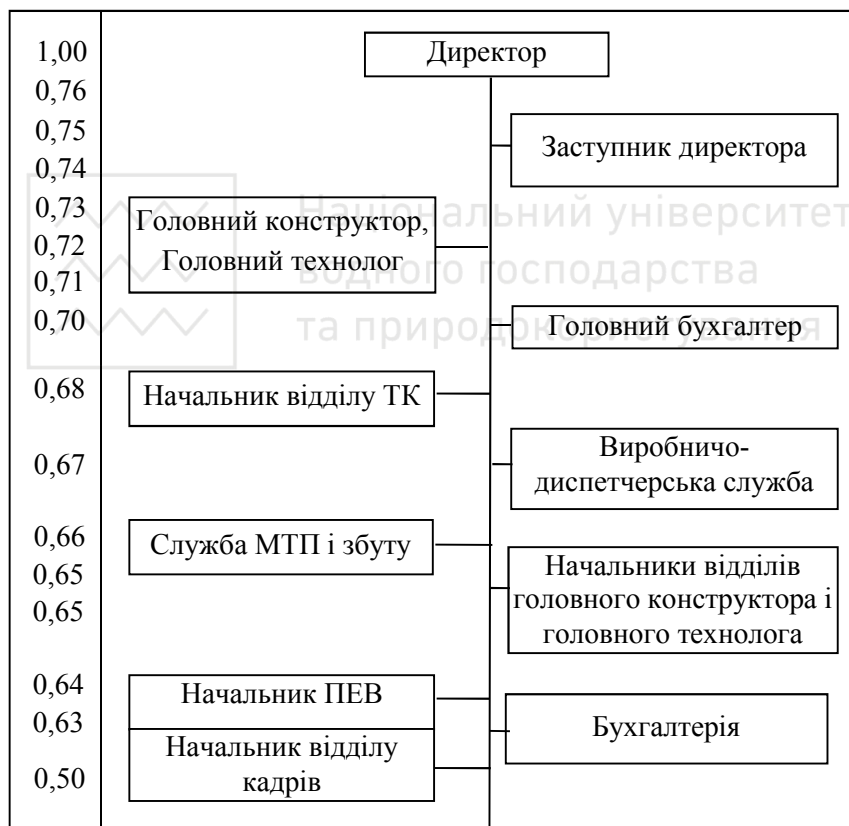 1,00
Директор
0,76
0,75
Заступник директора
0,74
0,73
Національний університет
Головний конструктор,
0,72
Головний технолог
0,71
водного господарства
0,70
Головний бухгалтер
та природокористування
0,68
Начальник відділу ТК
Виробничо-
0,67
диспетчерська служба
0,66
Служба МТП і збуту
0,65
Начальники відділів
головного конструктора і
0,65
головного технолога
0,64
Начальник ПЕВ
0,63
Бухгалтерія
Начальник відділу
кадрів
0,50